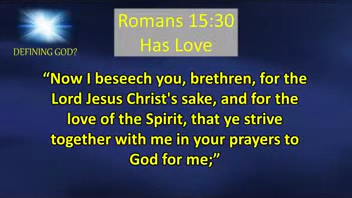 Romans 15:30
Has Love
DEFINING GOD?
“Now I beseech you, brethren, for the
Lord Jesus Christ's sake, and for the
love of the Spirit, that ye strive
together with me in your prayers to
God for me;”